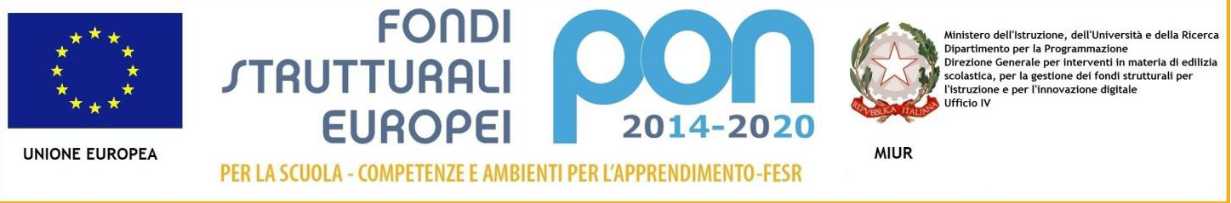 UNIONE EUROPEA
FONDI
STRUTTURALI
EUROPEI
pon
2014-2020
PER LA SCUOLA - COMPETENZE E AMBIENTI PER L'APPRENDIMENTO-FESR
REPVBBLICA ITALIANA
MIUR
Ministero dell'Istruzione, dell'Università e della Ricerca
Dipartimento per la Programmazione
Direzione Generale per interventi in materia di edilizia
scolastica, per la gestione dei fondi strutturali per
l'istruzione e per l'innovazione digitale
Ufficio IV